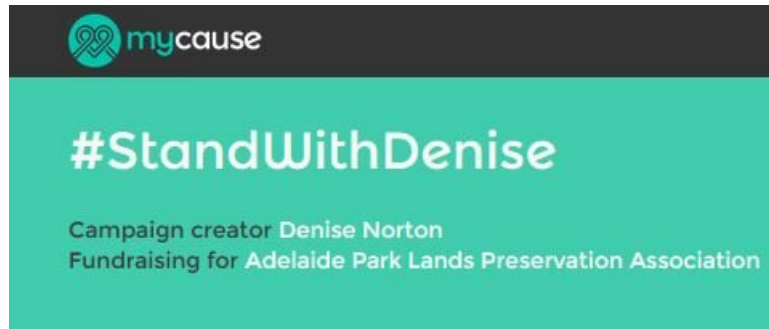 mycause
#StandWithDenise
Campaign creator Denise Norton
Fundraising for Adelaide Park Lands Preservation Association